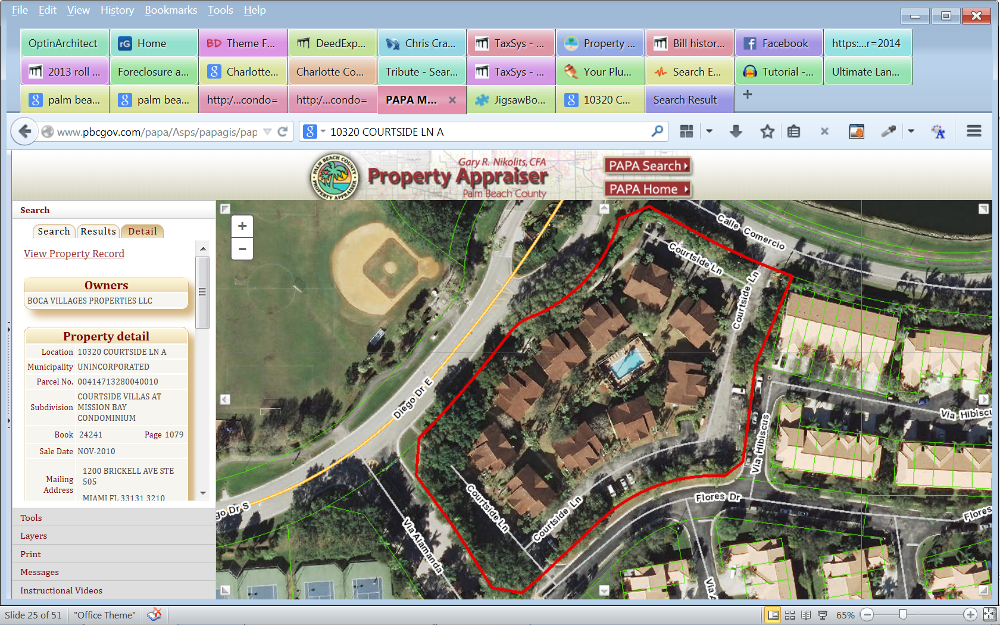 File Edit View History Bookmarks Tools Help
OptinArchitect rG Home BD Theme F... DeedExp... Chris Cra... TaxSys - ... Property ... Bill histor... Facebook https:...r=2014
2013 roll ... Foreclosure a... Charlotte... Charlotte Co... Tribute - Sear... TaxSys - ... Your Plu... Search E... Tutorial -... Ultimate Lan...
palm bea... palm bea... http:/...condo= http:/...condo= PAPA M... JigsawBo... 10320 C... Search Result
www.pbcgov.com/papa/Asps/papagis/pap 10320 COURTSIDE LN A
PALM BEACH COUNTY
PROPERTY APPRAISER
Gary R. Nikolits, CFA
Property Appraiser
Palm Beach County
PAPA Search
PAPA Home
Search
Search Results Detail
View Property Record
Owners
BOCA VILLAGES PROPERTIES LLC
Property detail
Location 10320 COURTSIDE LN A
Municipality UNINCORPORATED
Parcel No. 00414713280040010
Subdivision COURTSIDE VILLAS AT
MISSION BAY
CONDOMINIUM
Book 24241 Page 1079
Sale Date NOV-2010
Mailing Address 1200 BRICKELL AVE STE
505
MIAMI FL 33131 3210
Tools
Layers
Print
Messages
Instructional Videos
+
−
Calle Comercio
Courtside Ln
Courtside Ln
Diego Dr E
Via Hibiscus
Via Hibiscu
Flores Dr
Flores
Courtside Ln
Courtside Ln
go Dr S
Via Alamanda
Via A
Slide 25 of 51 "Office Theme" 65%